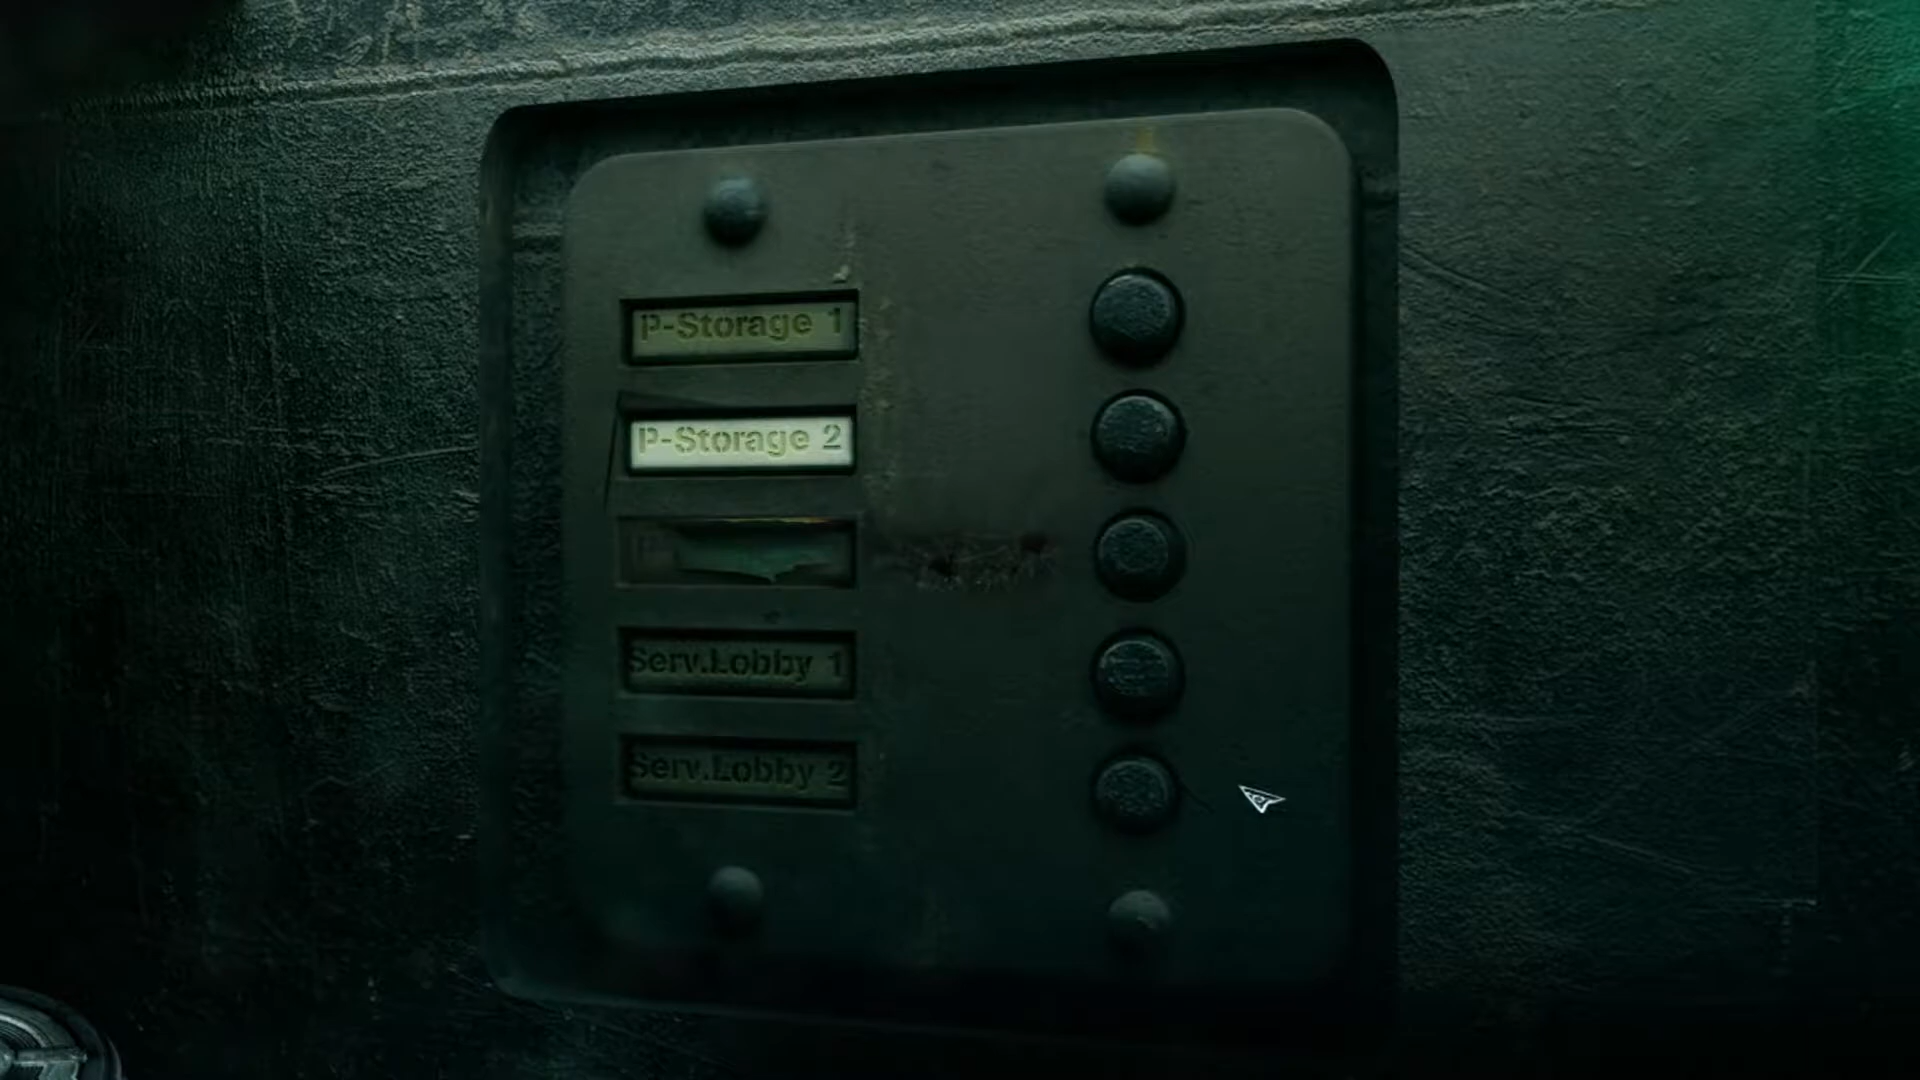 P-Storage 1
P-Storage 2
Serv.Lobby 1
Serv.Lobby 2